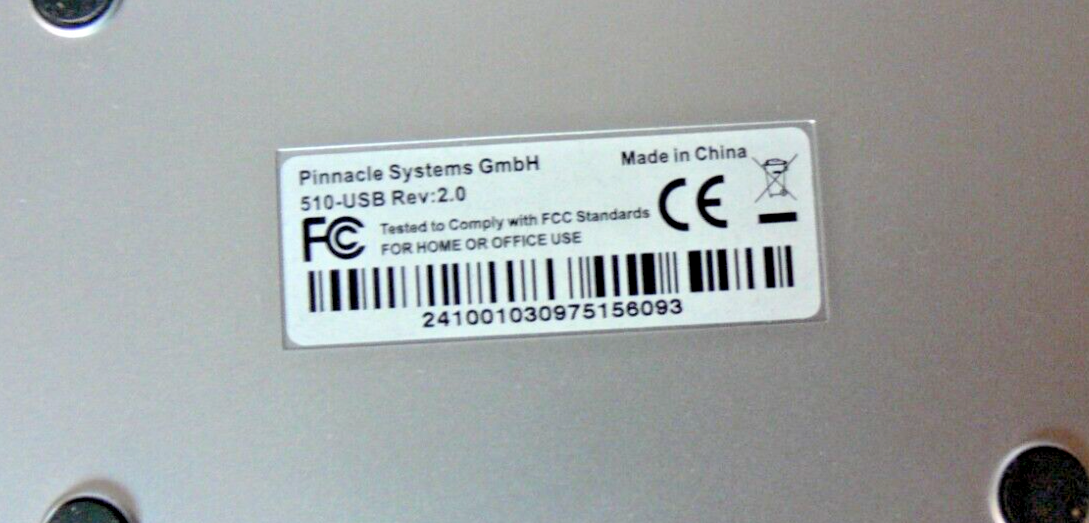 Pinnacle Systems GmbH
Made in China
510-USB Rev:2.0
FC Tested to Comply with FCC Standards
CE
FOR HOME OR OFFICE USE
241001030975156093